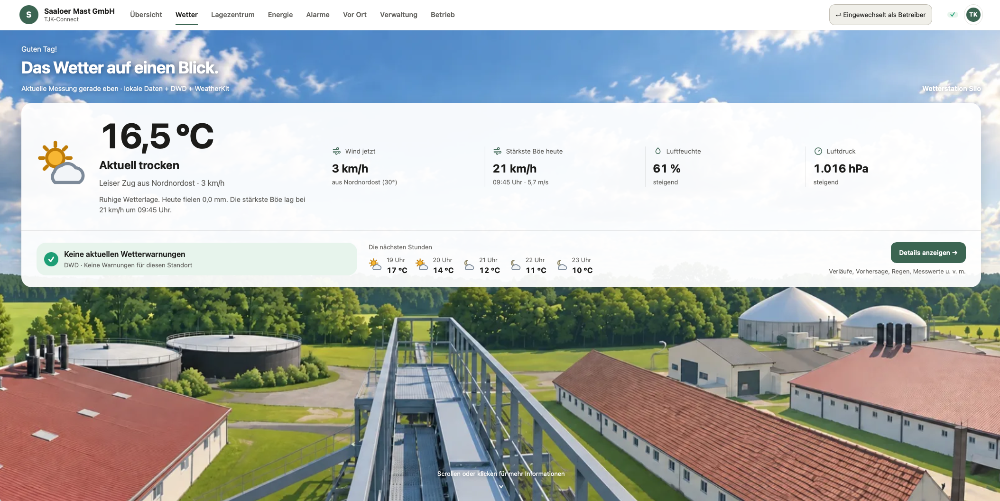 S
Saaloer Mast GmbH
TJK-Connect
Übersicht
Wetter
Lagezentrum
Energie
Alarme
Vor Ort
Verwaltung
Betrieb
⇄ Eingewechselt als Betreiber
TK
Guten Tag!
Das Wetter auf einen Blick.
Aktuelle Messung gerade eben · lokale Daten + DWD + WeatherKit
Wetterstation Silo
16,5 °C
Aktuell trocken
Leiser Zug aus Nordnordost · 3 km/h
Ruhige Wetterlage. Heute fielen 0,0 mm. Die stärkste Böe lag bei
21 km/h um 09:45 Uhr.
Wind jetzt
3 km/h
aus Nordnordost (30°)
Stärkste Böe heute
21 km/h
09:45 Uhr · 5,7 m/s
Luftfeuchte
61 %
steigend
Luftdruck
1.016 hPa
steigend
Keine aktuellen Wetterwarnungen
DWD · Keine Warnungen für diesen Standort
Die nächsten Stunden
19 Uhr
17 °C
20 Uhr
14 °C
21 Uhr
12 °C
22 Uhr
11 °C
23 Uhr
10 °C
Details anzeigen →
Verläufe, Vorhersage, Regen, Messwerte u. v. m.
Scrollen oder klicken für mehr Informationen